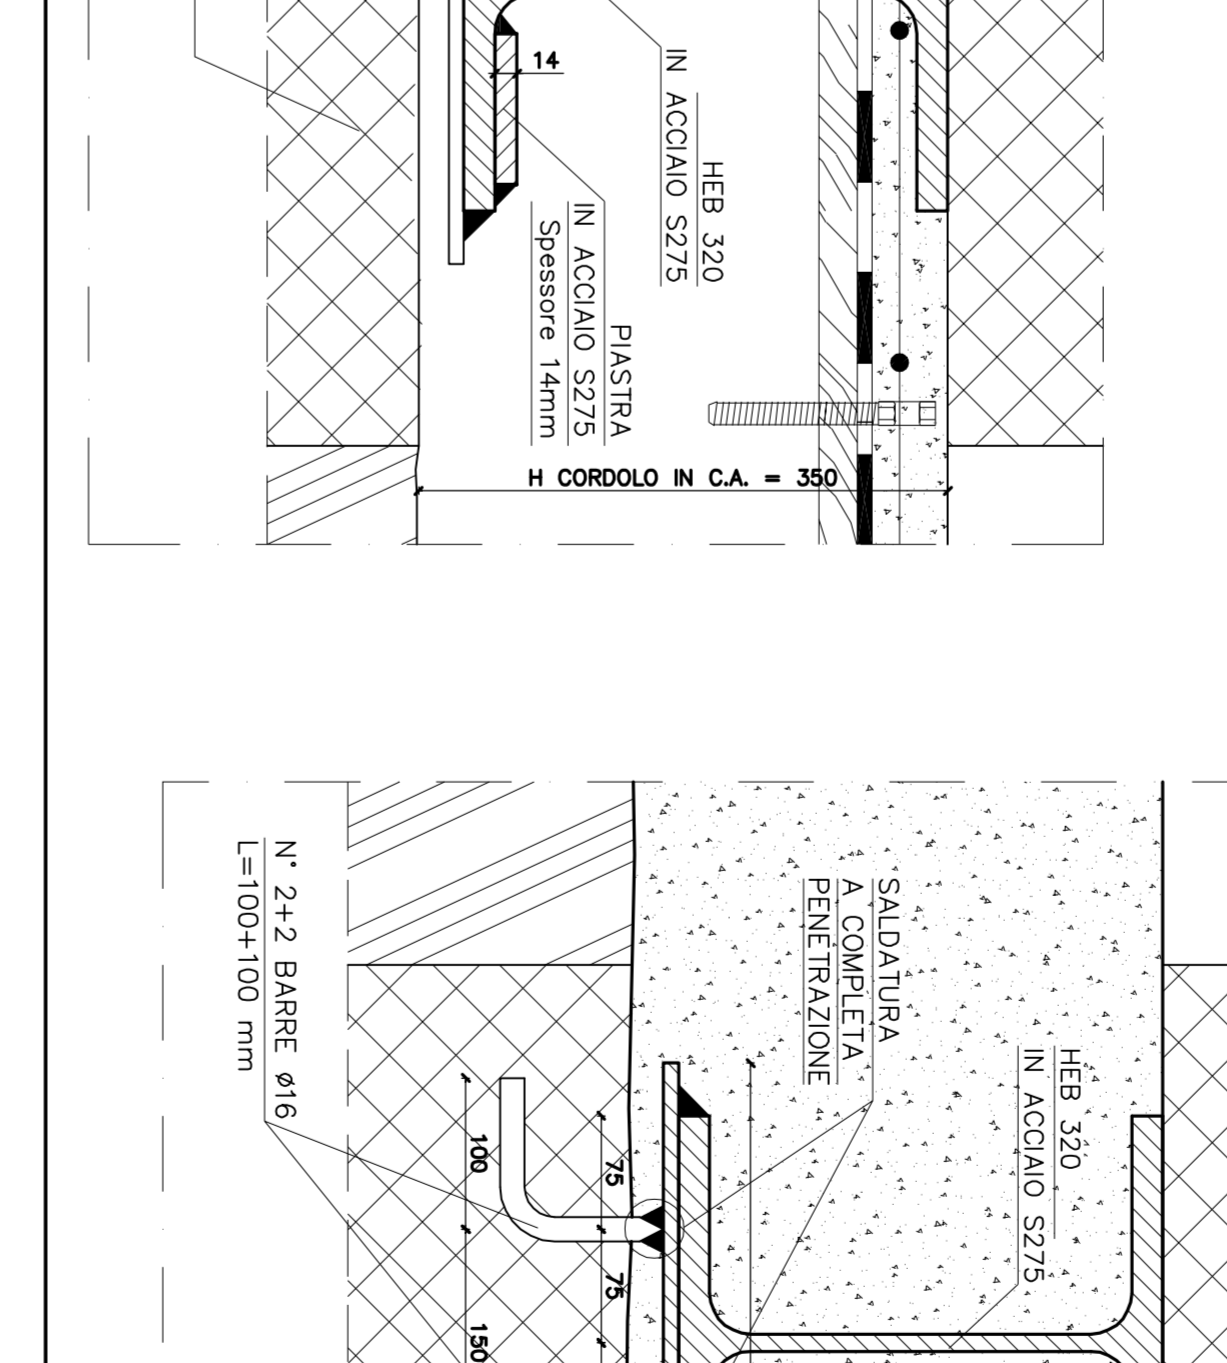 14
HEB 320
IN ACCIAIO S275
PIASTRA
IN ACCIAIO S275
Spessore 14mm
H CORDOLO IN C.A. = 350
SALDATURA
A COMPLETA
PENETRAZIONE
HEB 320
IN ACCIAIO S275
N° 2+2 BARRE ø16
L=100+100 mm
100
75
75
150